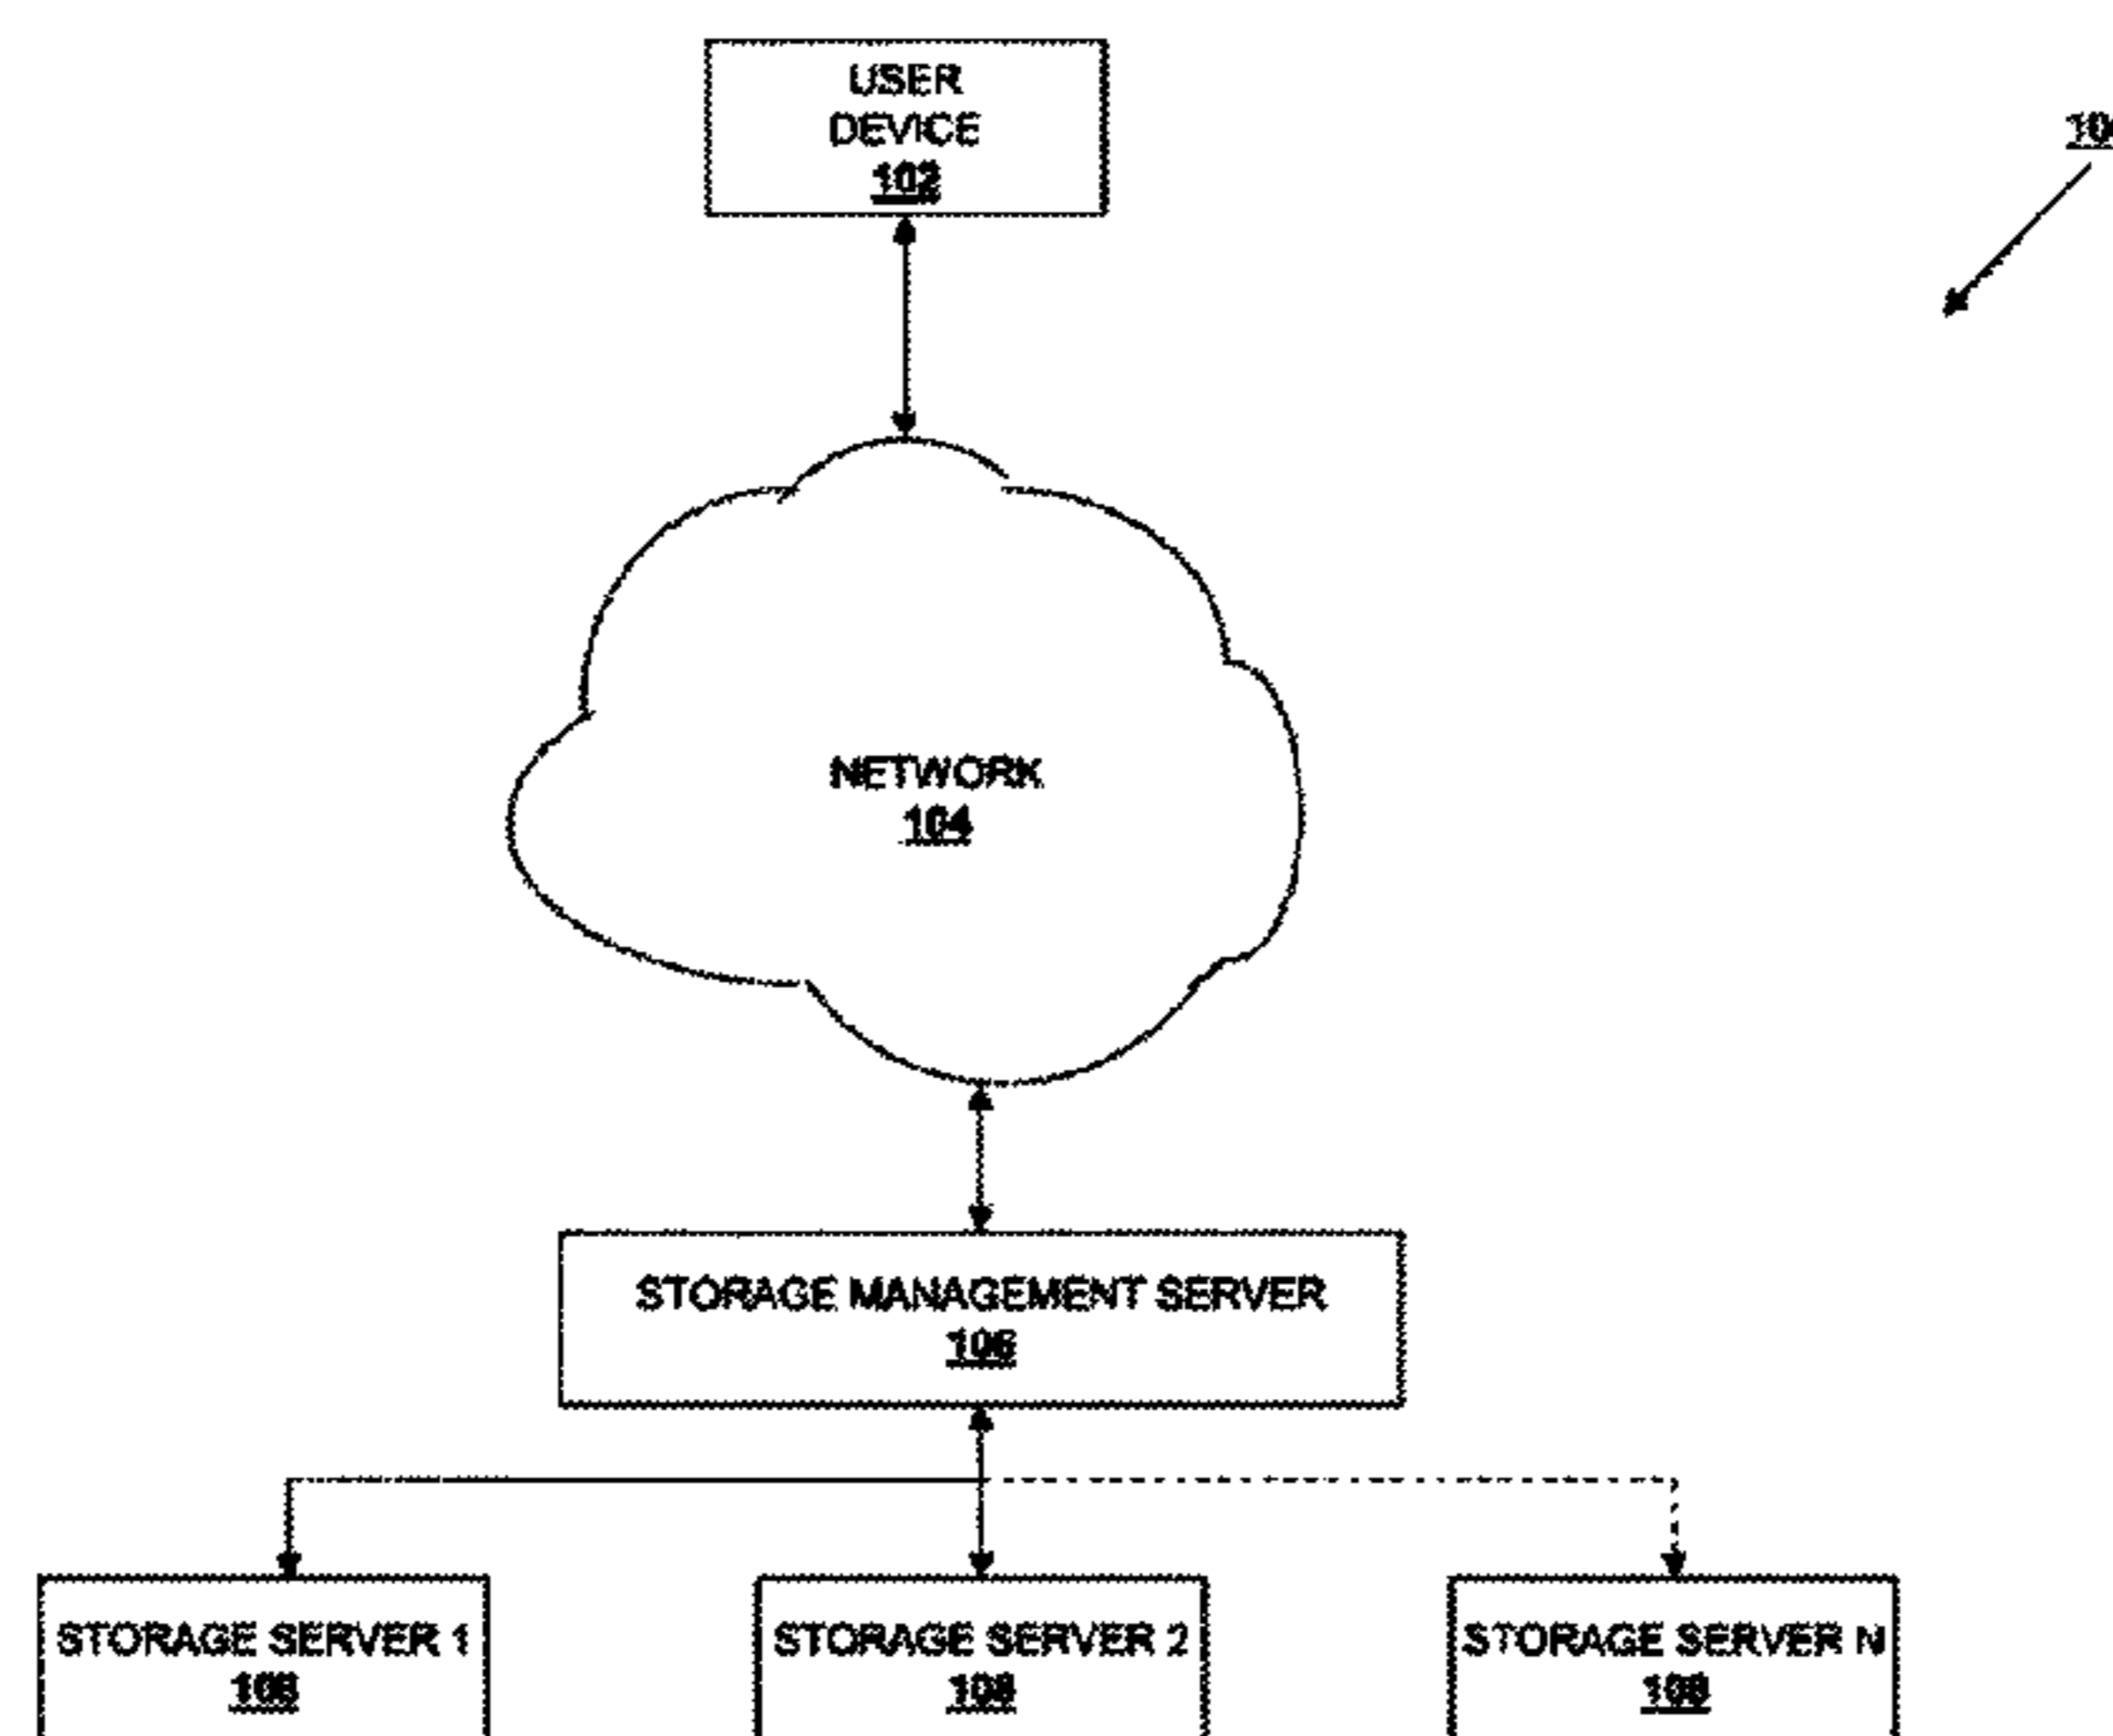 USER
DEVICE
102
NETWORK
104
STORAGE MANAGEMENT SERVER
106
STORAGE SERVER 1
108
STORAGE SERVER 2
108
STORAGE SERVER N
108